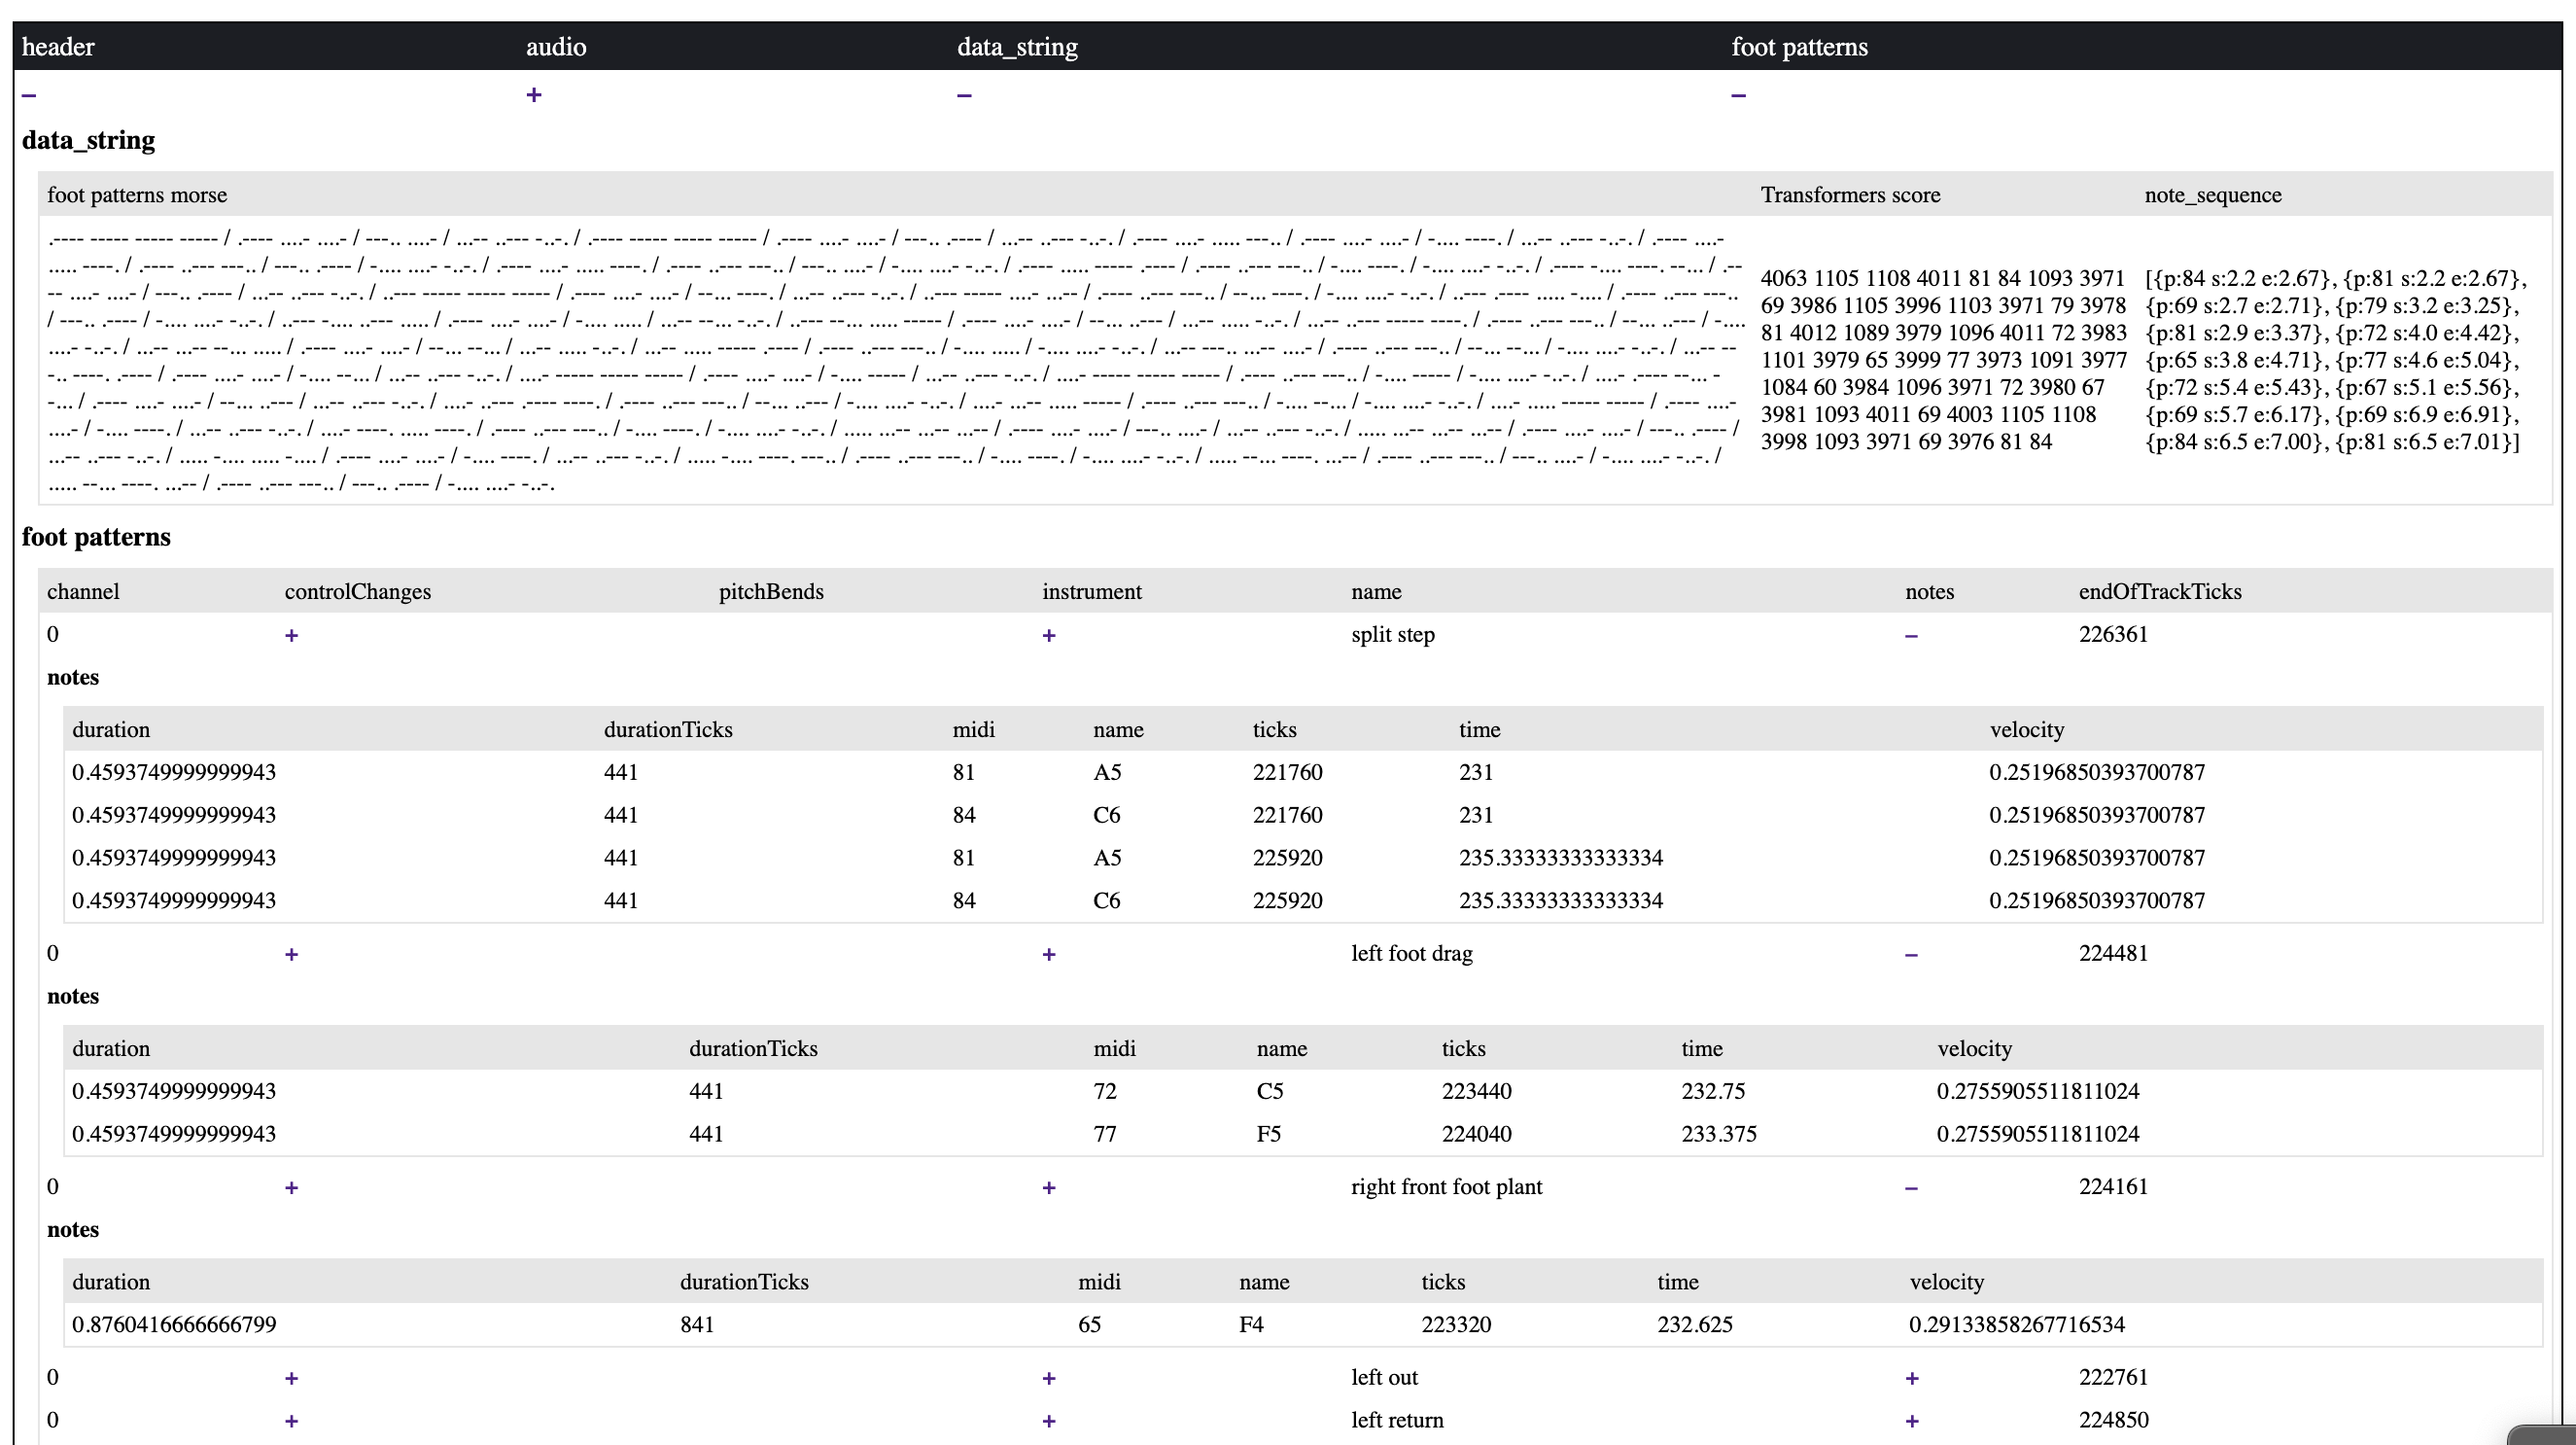 header audio data_string foot patterns
– + – –
data_string
foot patterns morse Transformers score note_sequence
.---- ----- ----- ----- / .---- ....- ....- / ---.. ....- / ...-- ..--- -..-. / .---- ----- ----- ----- / .---- ....- ....- / ---.. .---- / ...-- ..--- -..-. / .---- ....- ..... ---.. / .---- ....- ....- / -.... ----. / ...-- ..--- -..-. / .---- ....-
..... ----. / .---- ..--- ---.. / ---.. .---- / -.... ....- -..-. / .---- ....- ..... ----. / .---- ..--- ---.. / ---.. ....- / -.... ....- -..-. / .---- ..... ----- .---- / .---- ..--- ---.. / -.... ----. / -.... ....- -..-. / .---- -.... ----. --... / .--
-- ....- ....- / ---.. .---- / ...-- ..--- -..-. / ..--- ----- ----- ----- / .---- ....- ....- / --... ----. / ...-- ..--- -..-. / ..--- ----- ....- ...-- / .---- ..--- ---.. / --... ----. / -.... ....- -..-. / ..--- .---- ..... -.... / .---- ..--- ---..
/ ---.. .---- / -.... ....- -..-. / ..--- -.... ..--- ..... / .---- ....- ....- / -.... ..... / ...-- --... -..-. / ..--- --... ..... ----- / .---- ....- ....- / --... ..--- / ...-- ..... -..-. / ...-- ..--- ----- ----. / .---- ..--- ---.. / --... ..--- / -....
....- -..-. / ...-- ...-- --... ..... / .---- ....- ....- / --... --... / ...-- ..... -..-. / ...-- ..... ----- .---- / .---- ..--- ---.. / -.... ..... / -.... ....- -..-. / ...-- ---.. ...-- ....- / .---- ..--- ---.. / --... --... / -.... ....- -..-. / ...-- --
-.. ----. .---- / .---- ....- ....- / -.... --... / ...-- ..--- -..-. / ....- ----- ----- ----- / .---- ....- ....- / -.... ----- / ...-- ..--- -..-. / ....- ----- ----- ----- / .---- ..--- ---.. / -.... ----- / -.... ....- -..-. / ....- .---- --... -
-... / .---- ....- ....- / --... ..--- / ...-- ..--- -..-. / ....- ..--- .---- ----. / .---- ..--- ---.. / --... ..--- / -.... ....- -..-. / ....- ...-- ..... ----- / .---- ..--- ---.. / -.... --... / -.... ....- -..-. / ....- ..... ----- ----- / .---- ....-
....- / -.... ----. / ...-- ..--- -..-. / ....- ----. ..... ----. / .---- ..--- ---.. / -.... ----. / -.... ....- -..-. / ..... ...-- ...-- ...-- / .---- ....- ....- / ---.. ....- / ...-- ..--- -..-. / ..... ...-- ...-- ...-- / .---- ....- ....- / ---.. .---- /
...-- ..--- -..-. / ..... -.... ..... -.... / .---- ....- ....- / -.... ----. / ...-- ..--- -..-. / ..... -.... ----. ---.. / .---- ..--- ---.. / -.... ----. / -.... ....- -..-. / ..... --... ----. ..--- / .---- ..--- ---.. / ---.. ....- / -.... ....- -..-. /
..... --... ----. ...-- / .---- ..--- ---.. / ---.. .---- / -.... ....- -..-.
4063 1105 1108 4011 81 84 1093 3971
69 3986 1105 3996 1103 3971 79 3978
81 4012 1089 3979 1096 4011 72 3983
1101 3979 65 3999 77 3973 1091 3977
1084 60 3984 1096 3971 72 3980 67
3981 1093 4011 69 4003 1105 1108
3998 1093 3971 69 3976 81 84
[{p:84 s:2.2 e:2.67}, {p:81 s:2.2 e:2.67},
{p:69 s:2.7 e:2.71}, {p:79 s:3.2 e:3.25},
{p:81 s:2.9 e:3.37}, {p:72 s:4.0 e:4.42},
{p:65 s:3.8 e:4.71}, {p:77 s:4.6 e:5.04},
{p:72 s:5.4 e:5.43}, {p:67 s:5.1 e:5.56},
{p:69 s:5.7 e:6.17}, {p:69 s:6.9 e:6.91},
{p:84 s:6.5 e:7.00}, {p:81 s:6.5 e:7.01}]
foot patterns
channel controlChanges pitchBends instrument name notes endOfTrackTicks
0 + + split step – 226361
notes
duration durationTicks midi name ticks time velocity
0.4593749999999943 441 81 A5 221760 231 0.25196850393700787
0.4593749999999943 441 84 C6 221760 231 0.25196850393700787
0.4593749999999943 441 81 A5 225920 235.33333333333334 0.25196850393700787
0.4593749999999943 441 84 C6 225920 235.33333333333334 0.25196850393700787
0 + + left foot drag – 224481
notes
duration durationTicks midi name ticks time velocity
0.4593749999999943 441 72 C5 223440 232.75 0.2755905511811024
0.4593749999999943 441 77 F5 224040 233.375 0.2755905511811024
0 + + right front foot plant – 224161
notes
duration durationTicks midi name ticks time velocity
0.8760416666666799 841 65 F4 223320 232.625 0.29133858267716534
0 + + left out + 222761
0 + + left return + 224850